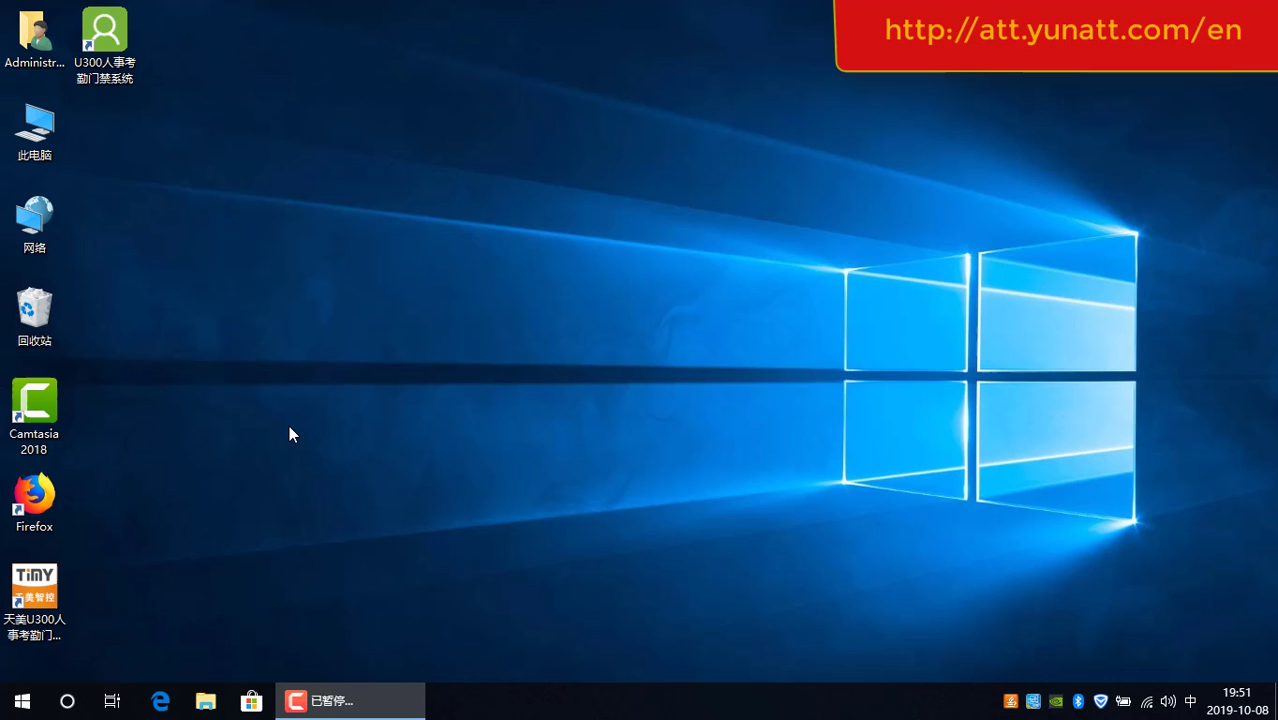 http://att.yunatt.com/en
Administr...
U300人事考
勤门禁系统
此电脑
网络
回收站
Camtasia
2018
Firefox
TiMY
天美智控
天美U300人
事考勤门...
已暂停...
中
19:51
2019-10-08